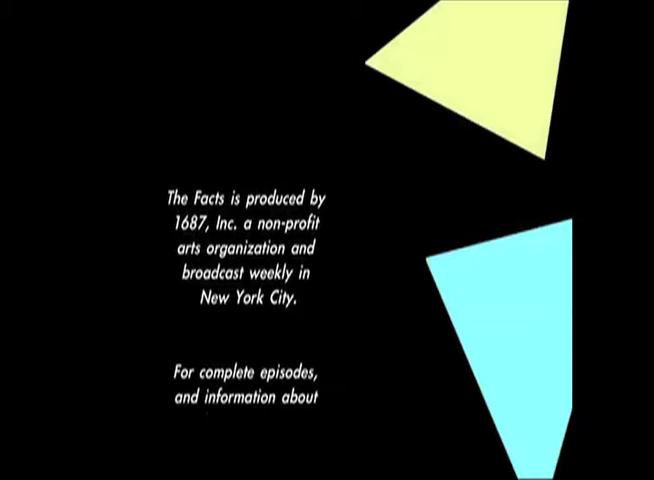 The Facts is produced by
1687, Inc. a non-profit
arts organization and
broadcast weekly in
New York City.
For complete episodes,
and information about